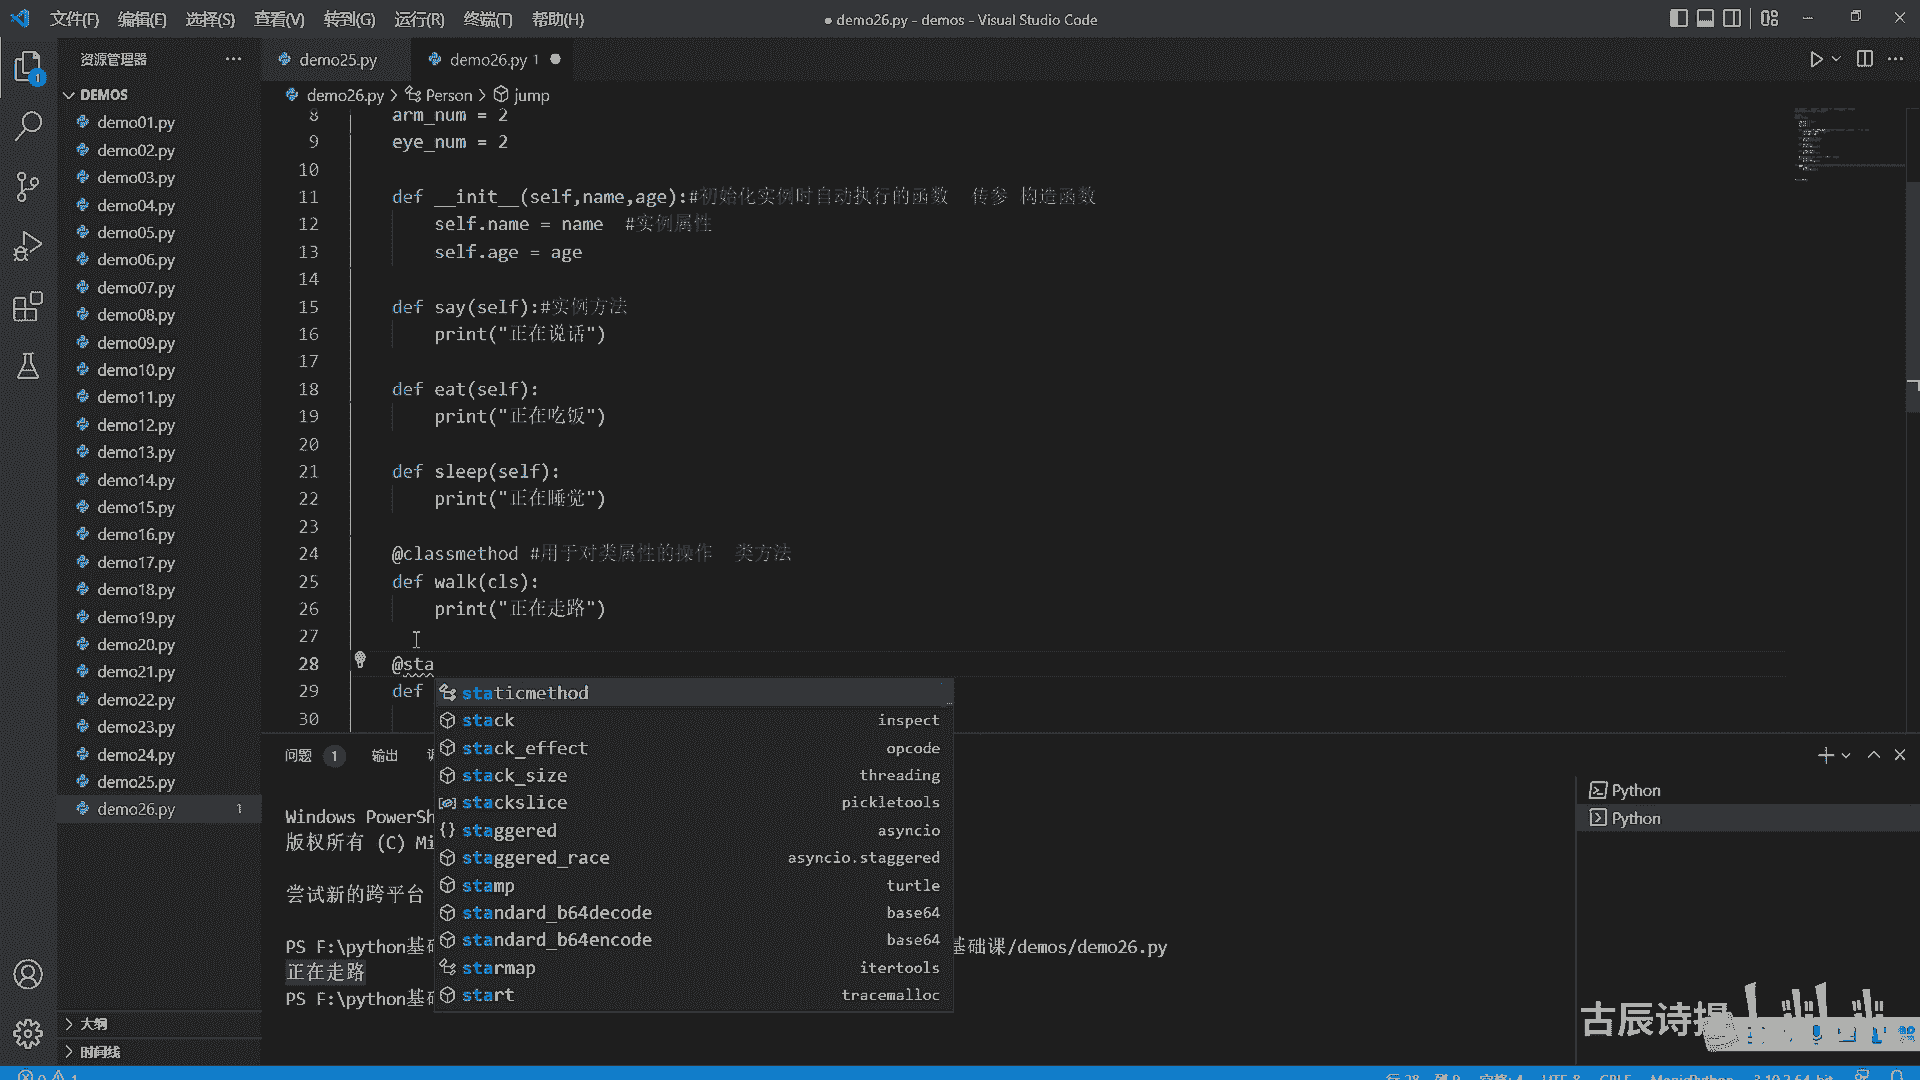 文件(F) 编辑(E) 选择(S) 查看(V) 转到(G) 运行(R) 终端(T) 帮助(H)
● demo26.py - demos - Visual Studio Code
资源管理器
demo25.py
demo26.py 1
DEMOS
demo26.py > Person > jump
demo01.py
demo02.py
demo03.py
demo04.py
demo05.py
demo06.py
demo07.py
demo08.py
demo09.py
demo10.py
demo11.py
demo12.py
demo13.py
demo14.py
demo15.py
demo16.py
demo17.py
demo18.py
demo19.py
demo20.py
demo21.py
demo22.py
demo23.py
demo24.py
demo25.py
demo26.py 1
大纲
时间线
1
8 arm_num = 2
9 eye_num = 2
10
11 def __init__(self,name,age):#初始化实例时自动执行的函数 传参 构造函数
12 self.name = name #实例属性
13 self.age = age
14
15 def say(self):#实例方法
16 print("正在说话")
17
18 def eat(self):
19 print("正在吃饭")
20
21 def sleep(self):
22 print("正在睡觉")
23
24 @classmethod #用于对类属性的操作 类方法
25 def walk(cls):
26 print("正在走路")
27
28 @sta
29 def
30
staticmethod
stack inspect
stack_effect opcode
stack_size threading
stackslice pickletools
staggered asyncio
staggered_race asyncio.staggered
stamp turtle
standard_b64decode base64
standard_b64encode base64
starmap itertools
start tracemalloc
问题 1 输出
Windows PowerSh
版权所有 (C) Mi
尝试新的跨平台
PS F:\python基
基础课/demos/demo26.py
正在走路
PS F:\python基
Python
Python
古辰诗